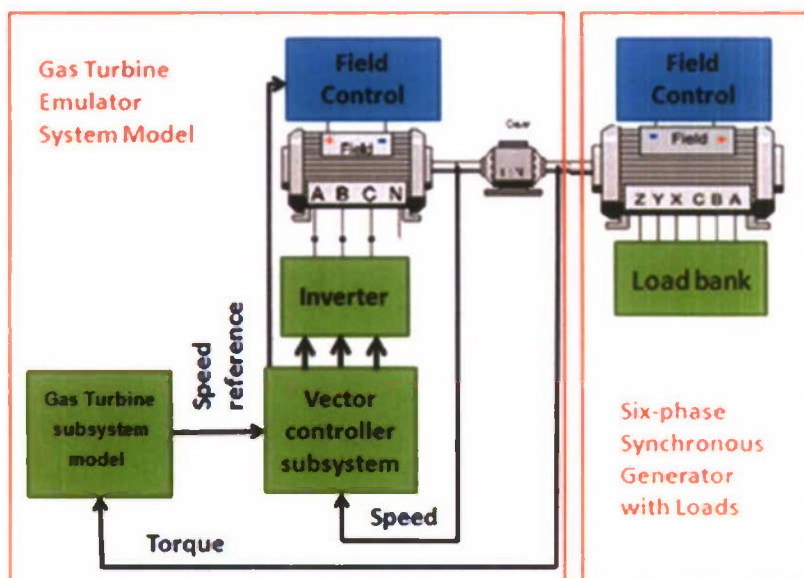 Gas Turbine
Emulator
System Model
Field
Control
Field
A B C N
Inverter
Speed
reference
Gas Turbine
subsystem
model
Vector
controller
subsystem
Speed
Torque
Field
Control
Field
Z Y X C B A
Load bank
Six-phase
Synchronous
Generator
with Loads